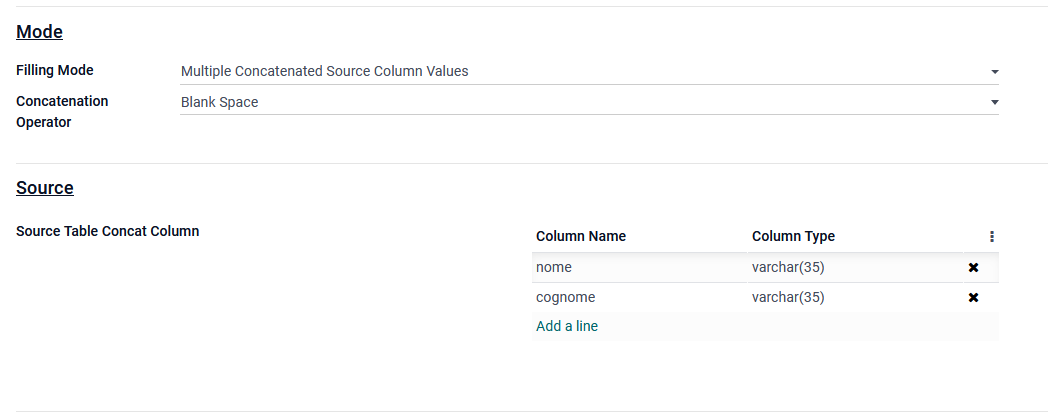 Mode
Filling Mode
Multiple Concatenated Source Column Values
Concatenation
Operator
Blank Space
Source
Source Table Concat Column
Column Name Column Type
nome varchar(35)
cognome varchar(35)
Add a line